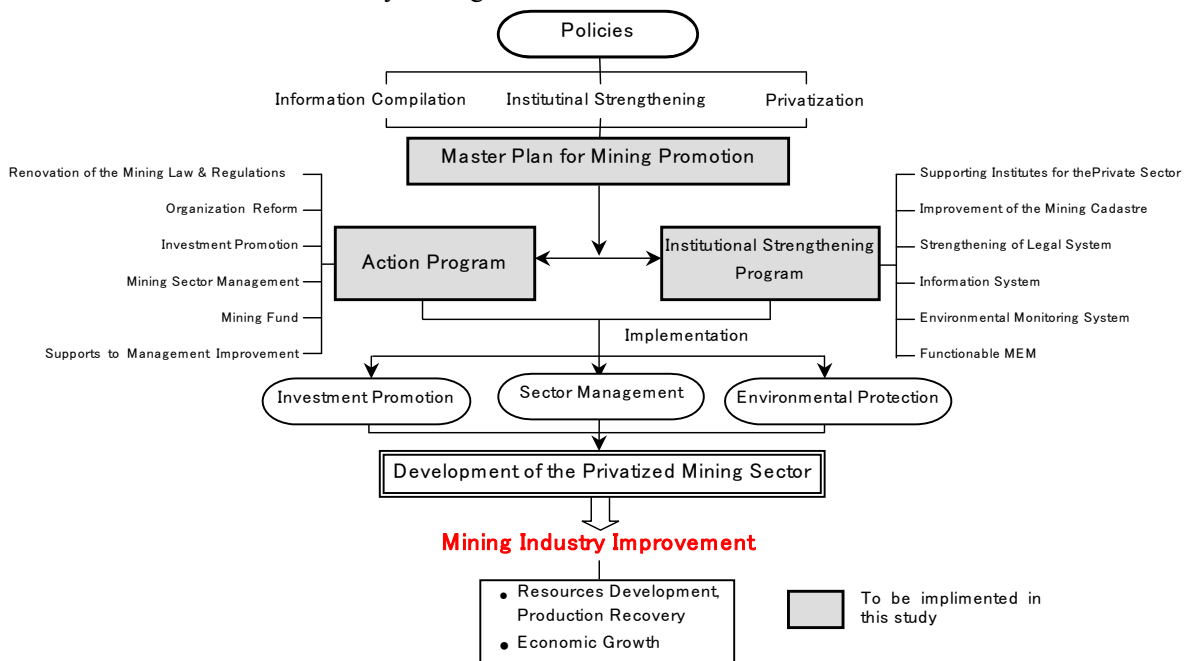 Policies
Information Compilation
Institutinal Strengthening
Privatization
Master Plan for Mining Promotion
Renovation of the Mining Law & Regulations
Organization Reform
Investment Promotion
Mining Sector Management
Mining Fund
Supports to Management Improvement
Action Program
Institutional Strengthening
Program
Supporting Institutes for thePrivate Sector
Improvement of the Mining Cadastre
Strengthening of Legal System
Information System
Environmental Monitoring System
Functionable MEM
Implementation
Investment Promotion
Sector Management
Environmental Protection
Development of the Privatized Mining Sector
Mining Industry Improvement
• Resources Development,
Production Recovery
• Economic Growth
To be implimented in
this study